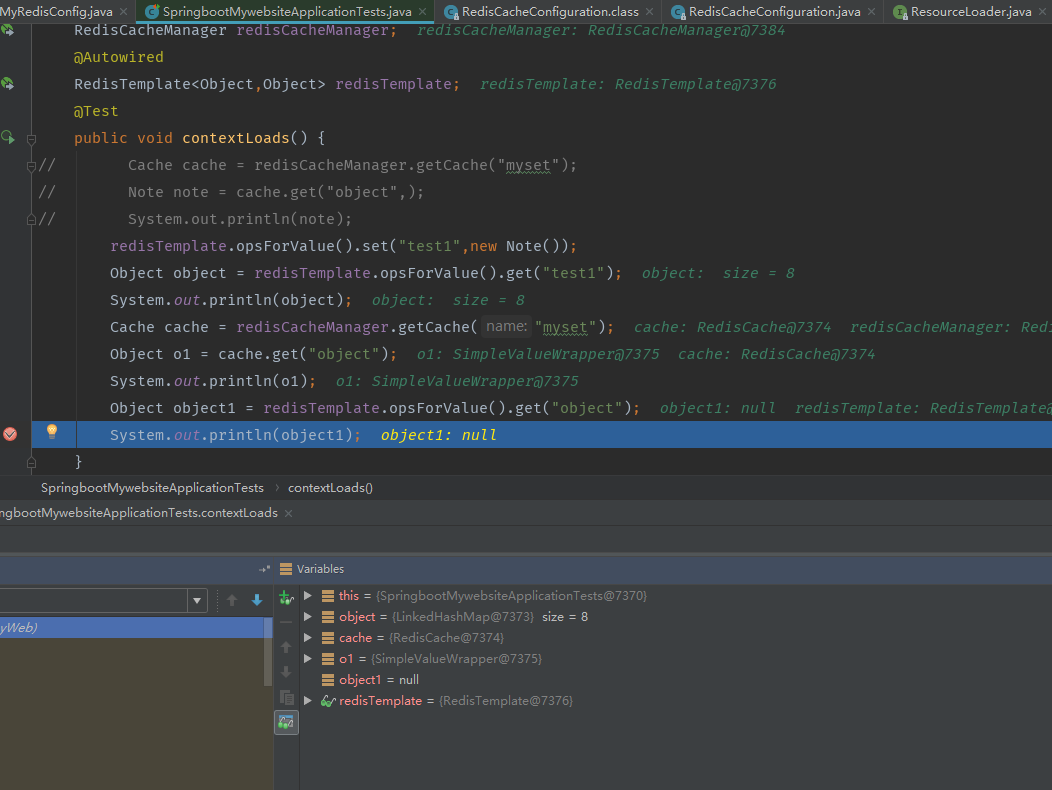 MyRedisConfig.java × SpringbootMywebsiteApplicationTests.java × RedisCacheConfiguration.class × RedisCacheConfiguration.java × ResourceLoader.java ×
RedisCacheManager redisCacheManager; redisCacheManager: RedisCacheManager@7384
@Autowired
RedisTemplate<Object,Object> redisTemplate; redisTemplate: RedisTemplate@7376
@Test
public void contextLoads() {
// Cache cache = redisCacheManager.getCache("myset");
// Note note = cache.get("object",);
// System.out.println(note);
redisTemplate.opsForValue().set("test1",new Note());
Object object = redisTemplate.opsForValue().get("test1"); object: size = 8
System.out.println(object); object: size = 8
Cache cache = redisCacheManager.getCache( name: "myset"); cache: RedisCache@7374 redisCacheManager: Redi
Object o1 = cache.get("object"); o1: SimpleValueWrapper@7375 cache: RedisCache@7374
System.out.println(o1); o1: SimpleValueWrapper@7375
Object object1 = redisTemplate.opsForValue().get("object"); object1: null redisTemplate: RedisTemplate@
System.out.println(object1); object1: null
}
SpringbootMywebsiteApplicationTests › contextLoads()
ngbootMywebsiteApplicationTests.contextLoads ×
Variables
this = {SpringbootMywebsiteApplicationTests@7370}
object = {LinkedHashMap@7373} size = 8
yWeb)
cache = {RedisCache@7374}
o1 = {SimpleValueWrapper@7375}
object1 = null
redisTemplate = {RedisTemplate@7376}